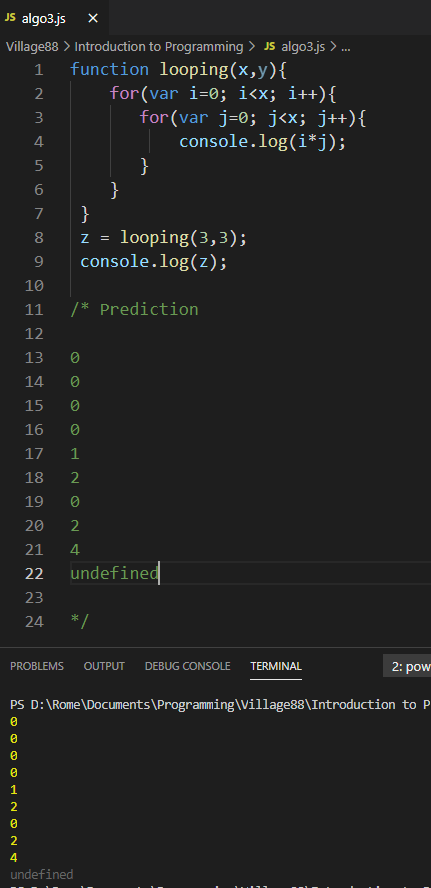 JS algo3.js ×
Village88 > Introduction to Programming > JS algo3.js > ...
1 function looping(x,y){
2 for(var i=0; i<x; i++){
3 for(var j=0; j<x; j++){
4 console.log(i*j);
5 }
6 }
7 }
8 z = looping(3,3);
9 console.log(z);
10
11 /* Prediction
12
13 0
14 0
15 0
16 0
17 1
18 2
19 0
20 2
21 4
22 undefined
23
24 */
PROBLEMS OUTPUT DEBUG CONSOLE TERMINAL 2: pow
PS D:\Rome\Documents\Programming\Village88\Introduction to P
0
0
0
0
1
2
0
2
4
undefined